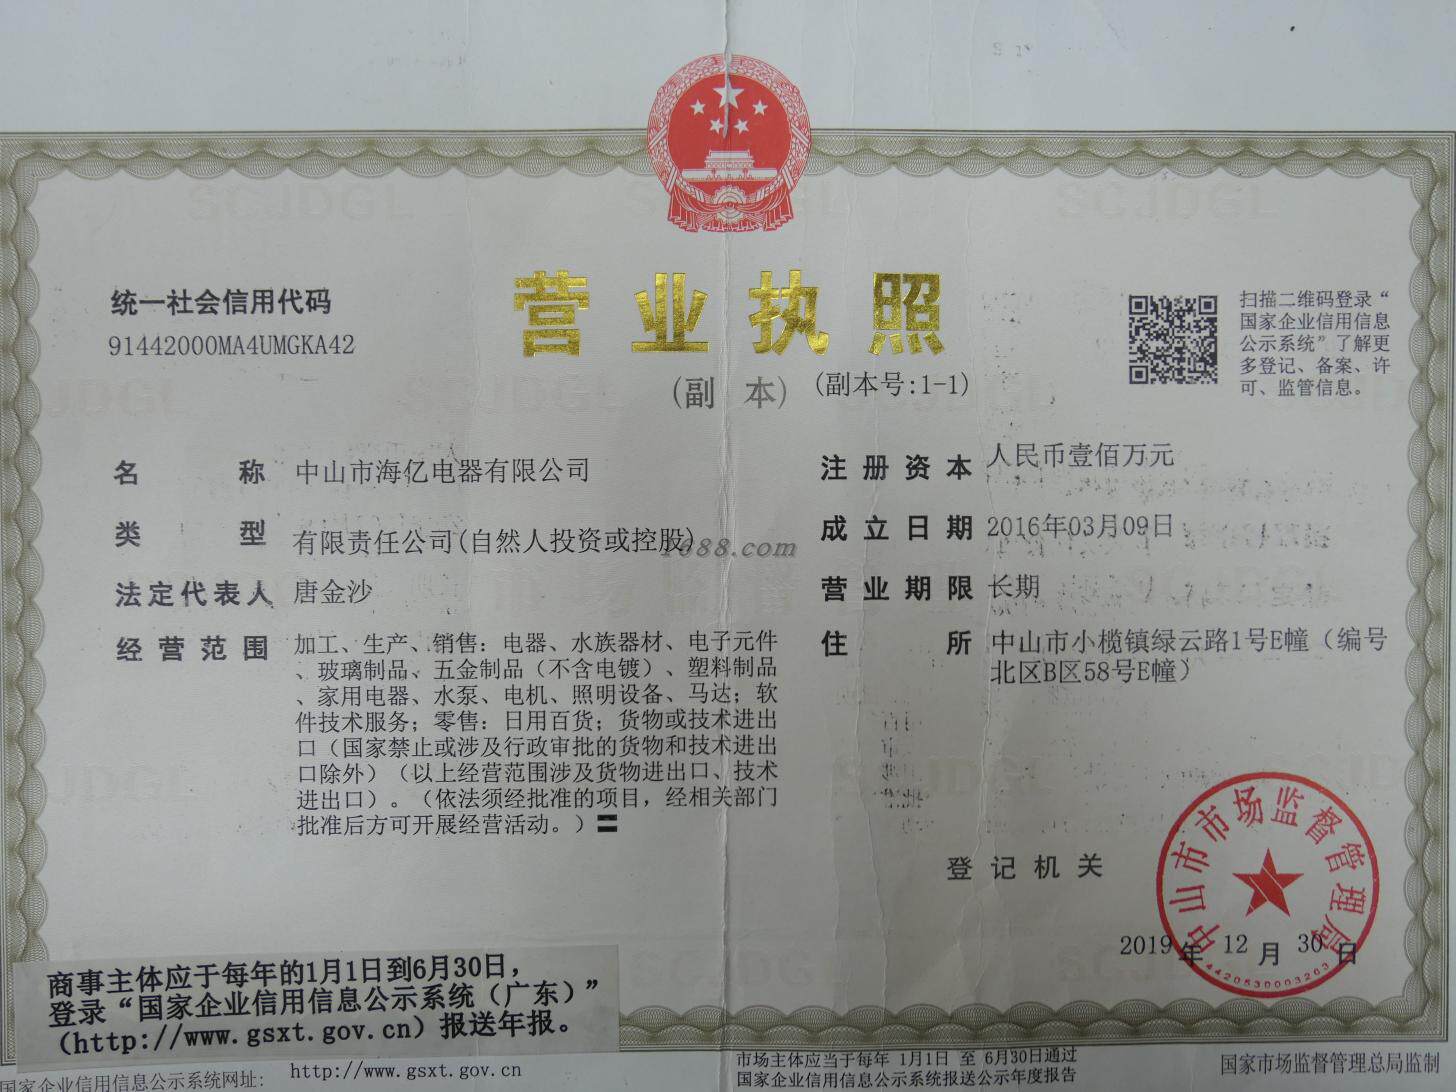 营业执照
(副 本) (副本号:1-1)
统一社会信用代码
91442000MA4UMGKA42
扫描二维码登录“
国家企业信用信息
公示系统”了解更
多登记、备案、许
可、监管信息。
名 称 中山市海亿电器有限公司
类 型 有限责任公司(自然人投资或控股)
法定代表人 唐金沙
经营范围 加工、生产、销售：电器、水族器材、电子元件
、玻璃制品、五金制品（不含电镀）、塑料制品
、家用电器、水泵、电机、照明设备、马达；软
件技术服务；零售：日用百货；货物或技术进出
口（国家禁止或涉及行政审批的货物和技术进出
口除外）（以上经营范围涉及货物进出口、技术
进出口）。（依法须经批准的项目，经相关部门
批准后方可开展经营活动。）〓
注册资本 人民币壹佰万元
成立日期 2016年03月09日
营业期限 长期
住 所 中山市小榄镇绿云路1号E幢（编号
北区B区58号E幢）
1688.com
登记机关
中山市市场监督管理局
4420530003203
2019 年 12 月 30 日
商事主体应于每年的1月1日到6月30日，
登录“国家企业信用信息公示系统（广东）”
（http://www.gsxt.gov.cn）报送年报。
国家企业信用信息公示系统网址: http://www.gsxt.gov.cn
市场主体应当于每年 1月1日 至 6月30日通过
国家企业信用信息公示系统报送公示年度报告
国家市场监督管理总局监制
SCJDGL